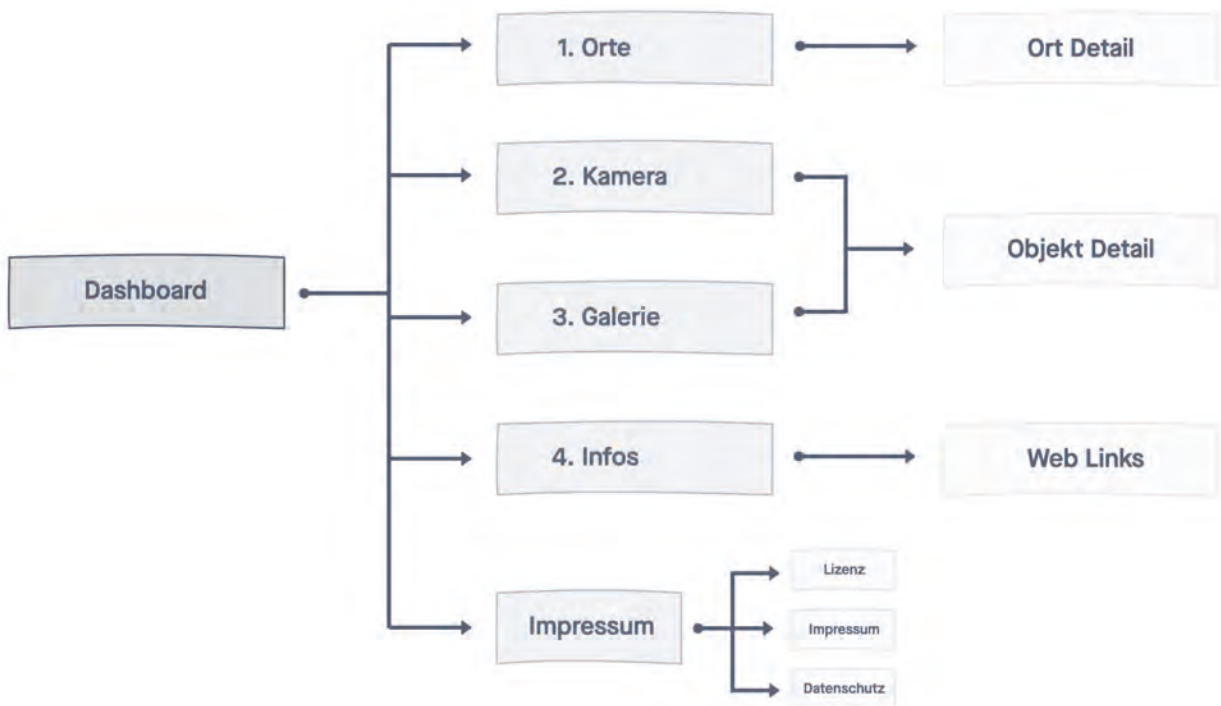 1. Orte
Ort Detail
2. Kamera
Objekt Detail
Dashboard
3. Galerie
4. Infos
Web Links
Impressum
Lizenz
Impressum
Datenschutz